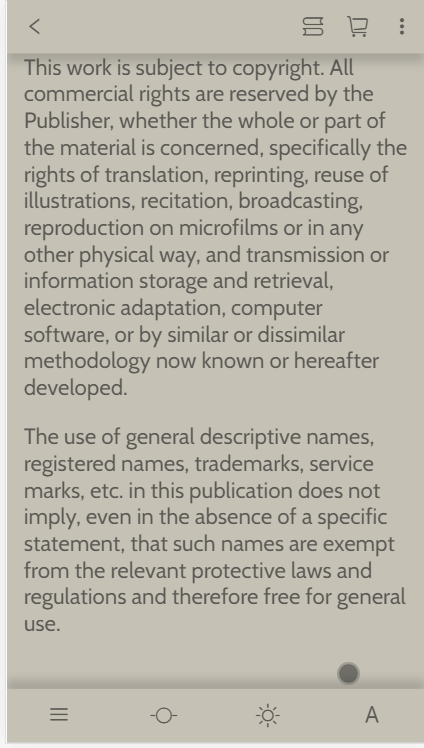 This work is subject to copyright. All
commercial rights are reserved by the
Publisher, whether the whole or part of
the material is concerned, specifically the
rights of translation, reprinting, reuse of
illustrations, recitation, broadcasting,
reproduction on microfilms or in any
other physical way, and transmission or
information storage and retrieval,
electronic adaptation, computer
software, or by similar or dissimilar
methodology now known or hereafter
developed.
The use of general descriptive names,
registered names, trademarks, service
marks, etc. in this publication does not
imply, even in the absence of a specific
statement, that such names are exempt
from the relevant protective laws and
regulations and therefore free for general
use.
A